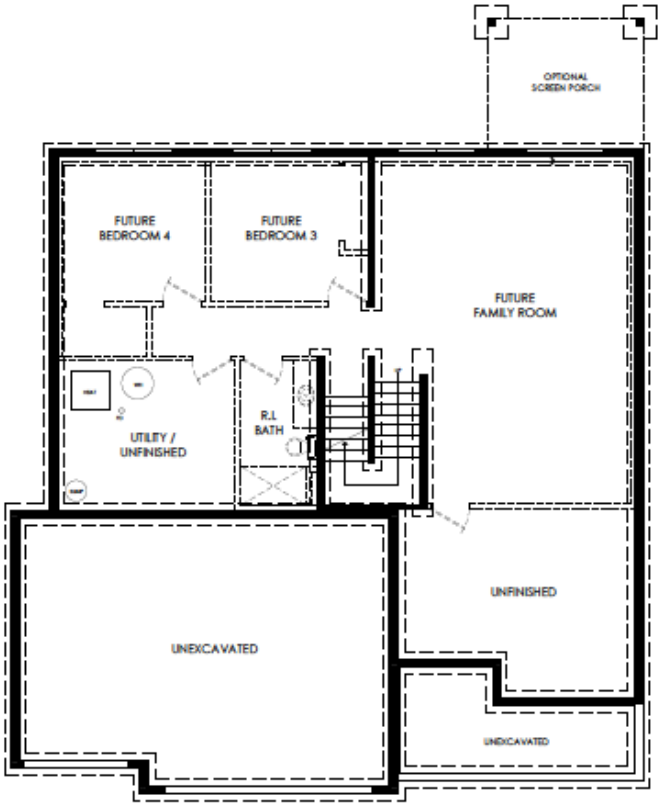 OPTIONAL
SCREEN PORCH
FUTURE
BEDROOM 4
FUTURE
BEDROOM 3
FUTURE
FAMILY ROOM
R.I.
BATH
UTILITY /
UNFINISHED
UNFINISHED
UNEXCAVATED
UNEXCAVATED